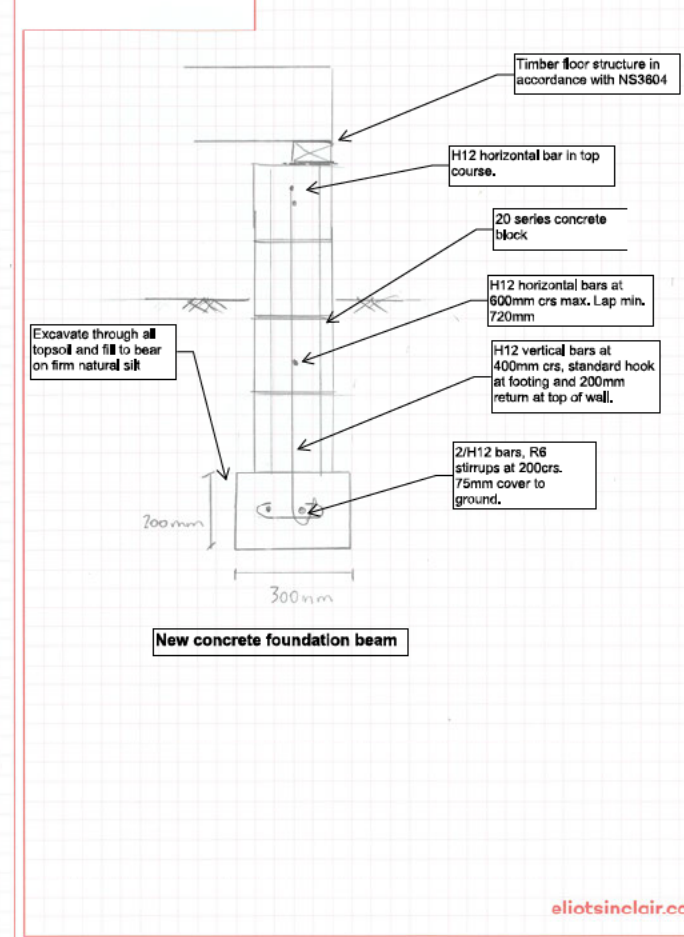 Timber floor structure in
accordance with NS3604
H12 horizontal bar in top
course.
20 series concrete
block
H12 horizontal bars at
600mm crs max. Lap min.
720mm
Excavate through all
topsoil and fill to bear
on firm natural silt
H12 vertical bars at
400mm crs, standard hook
at footing and 200mm
return at top of wall.
2/H12 bars, R6
stirrups at 200crs.
75mm cover to
ground.
200mm
300mm
New concrete foundation beam
eliotsinclair.co